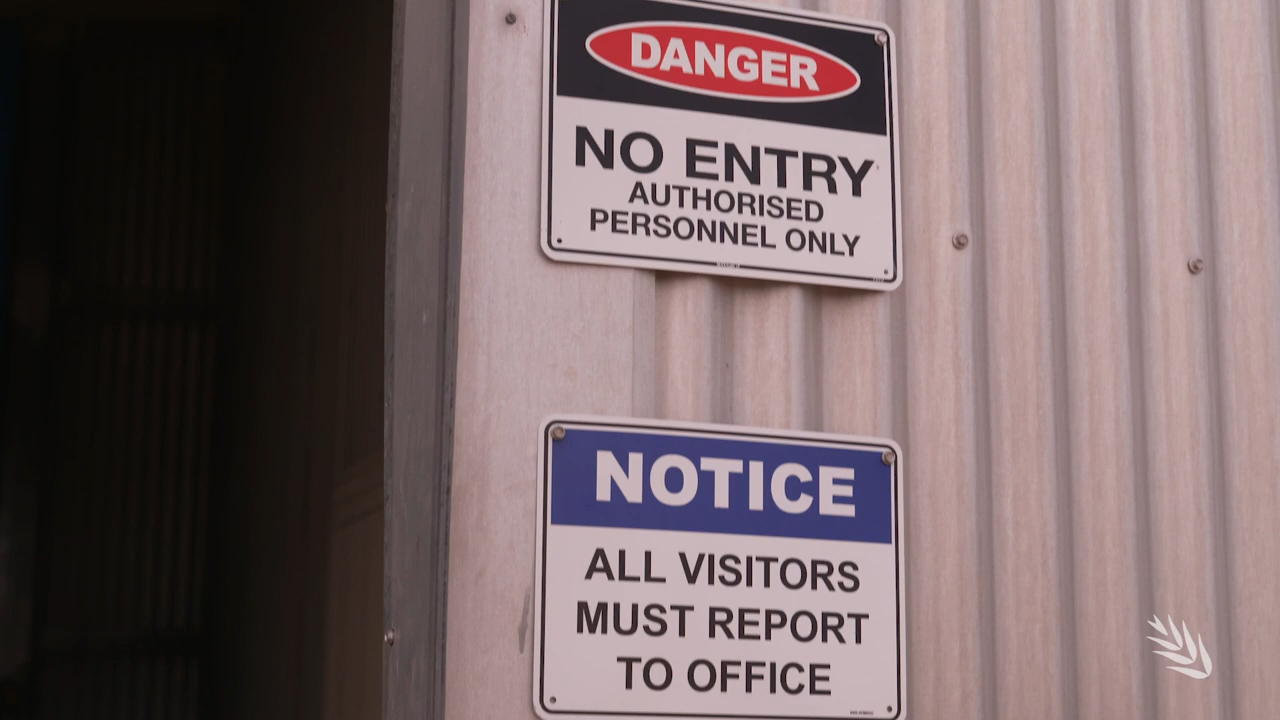 DANGER
NO ENTRY
AUTHORISED
PERSONNEL ONLY
NOTICE
ALL VISITORS
MUST REPORT
TO OFFICE